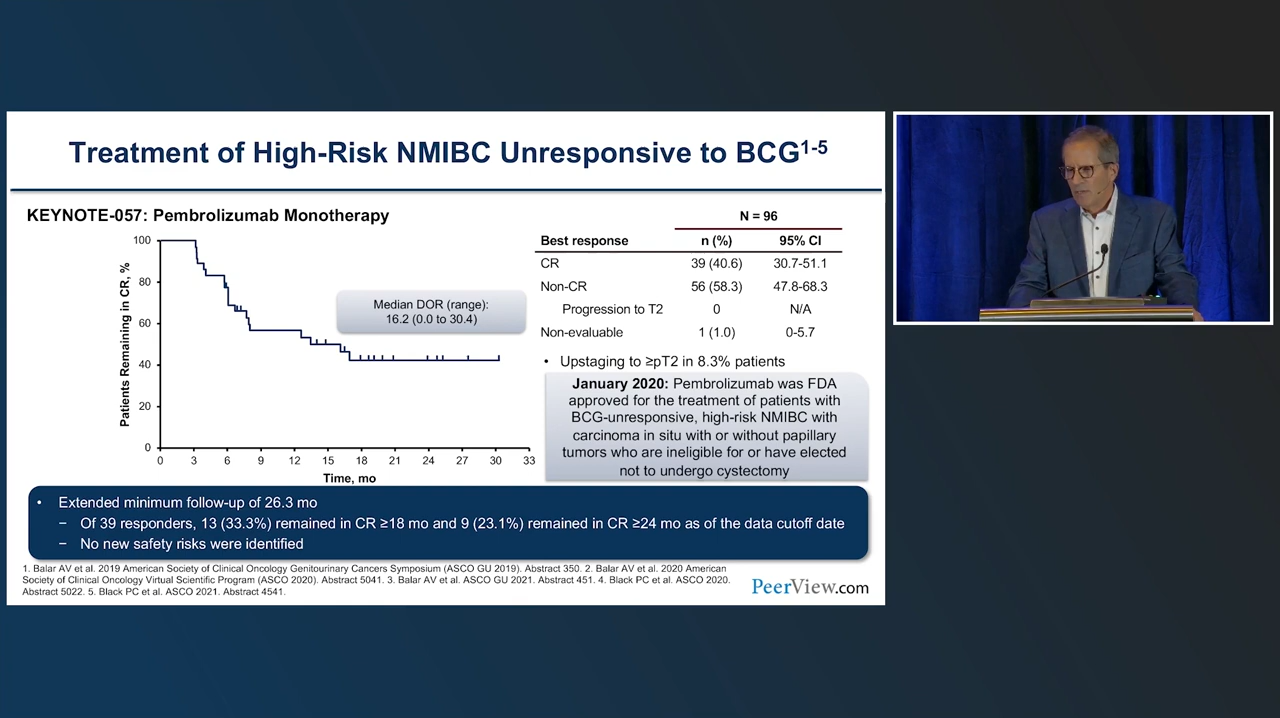 Treatment of High-Risk NMIBC Unresponsive to BCG1-5
KEYNOTE-057: Pembrolizumab Monotherapy
Patients Remaining in CR, %
100
80
60
40
20
0
0 3 6 9 12 15 18 21 24 27 30 33
Time, mo
Median DOR (range):
16.2 (0.0 to 30.4)
N = 96
Best response n (%) 95% CI
CR 39 (40.6) 30.7-51.1
Non-CR 56 (58.3) 47.8-68.3
Progression to T2 0 N/A
Non-evaluable 1 (1.0) 0-5.7
• Upstaging to ≥pT2 in 8.3% patients
January 2020: Pembrolizumab was FDA
approved for the treatment of patients with
BCG-unresponsive, high-risk NMIBC with
carcinoma in situ with or without papillary
tumors who are ineligible for or have elected
not to undergo cystectomy
• Extended minimum follow-up of 26.3 mo
− Of 39 responders, 13 (33.3%) remained in CR ≥18 mo and 9 (23.1%) remained in CR ≥24 mo as of the data cutoff date
− No new safety risks were identified
1. Balar AV et al. 2019 American Society of Clinical Oncology Genitourinary Cancers Symposium (ASCO GU 2019). Abstract 350. 2. Balar AV et al. 2020 American
Society of Clinical Oncology Virtual Scientific Program (ASCO 2020). Abstract 5041. 3. Balar AV et al. ASCO GU 2021. Abstract 451. 4. Black PC et al. ASCO 2020.
Abstract 5022. 5. Black PC et al. ASCO 2021. Abstract 4541.
PeerView.com